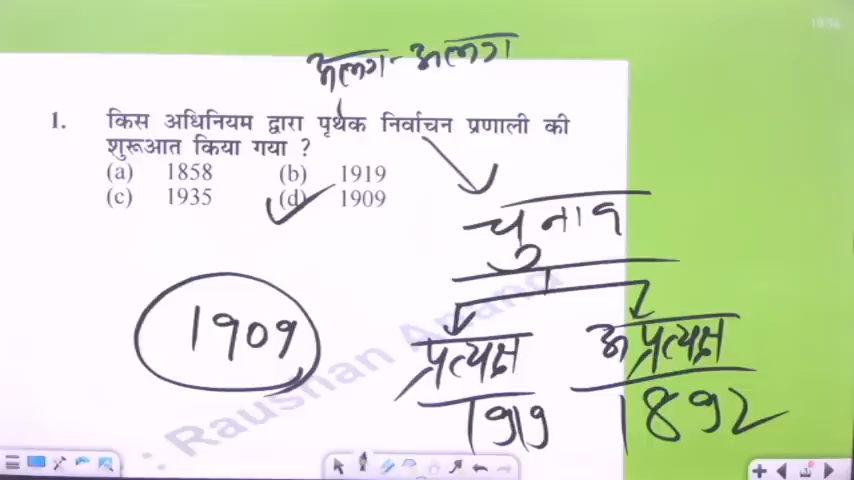 अलग-अलग
1. किस अधिनियम द्वारा पृथक निर्वाचन प्रणाली की
शुरूआत किया गया ?
(a) 1858 (b) 1919
(c) 1935 (d) 1909
चुनाव
1909
प्रत्यक्ष अप्रत्यक्ष
1919 1892
: Raushan Anand